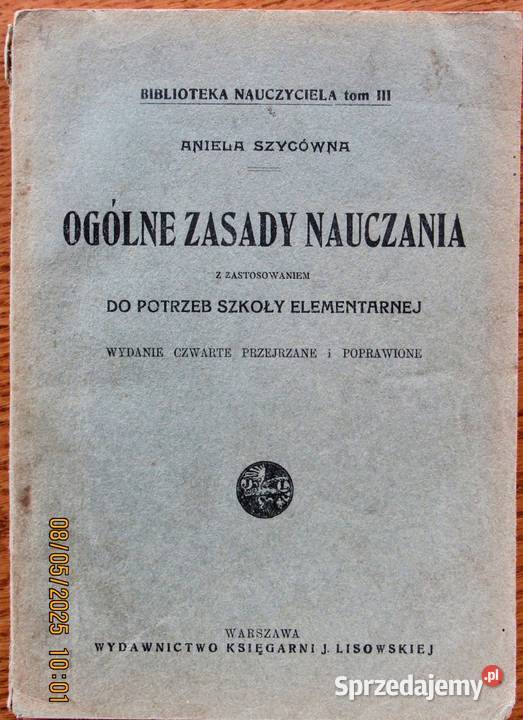 BIBLIOTEKA NAUCZYCIELA tom III
ANIELA SZYCÓWNA
OGÓLNE ZASADY NAUCZANIA
Z ZASTOSOWANIEM
DO POTRZEB SZKOŁY ELEMENTARNEJ
WYDANIE CZWARTE PRZEJRZANE i POPRAWIONE
WARSZAWA
WYDAWNICTWO KSIĘGARNI J. LISOWSKIEJ
08/05/2025 10:01
Sprzedajemy.pl